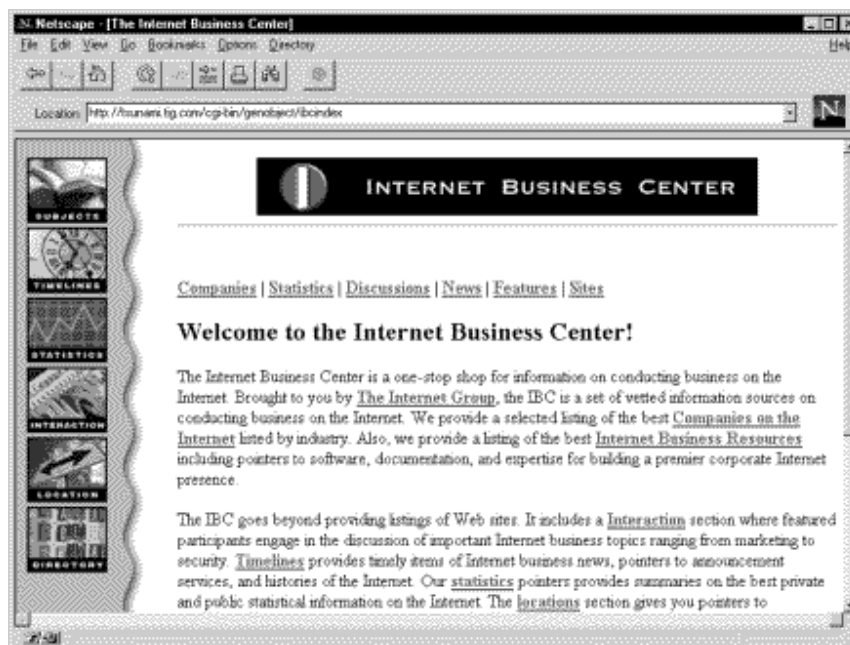 Netscape - [The Internet Business Center]
File Edit View Go Bookmarks Options Directory
Help
Location: http://tsunami.tig.com/cgi-bin/genobject/ibcindex
N
INTERNET BUSINESS CENTER
SUBJECTS
TIMELINES
STATISTICS
INTERACTION
LOCATION
DIRECTORY
Companies | Statistics | Discussions | News | Features | Sites
Welcome to the Internet Business Center!
The Internet Business Center is a one-stop shop for information on conducting business on the
Internet. Brought to you by The Internet Group, the IBC is a set of vetted information sources on
conducting business on the Internet. We provide a selected listing of the best Companies on the
Internet listed by industry. Also, we provide a listing of the best Internet Business Resources
including pointers to software, documentation, and expertise for building a premier corporate Internet
presence.
The IBC goes beyond providing listings of Web sites. It includes a Interaction section where featured
participants engage in the discussion of important Internet business topics ranging from marketing to
security. Timelines provides timely items of Internet business news, pointers to announcement
services, and histories of the Internet. Our statistics pointers provides summaries on the best private
and public statistical information on the Internet. The locations section gives you pointers to